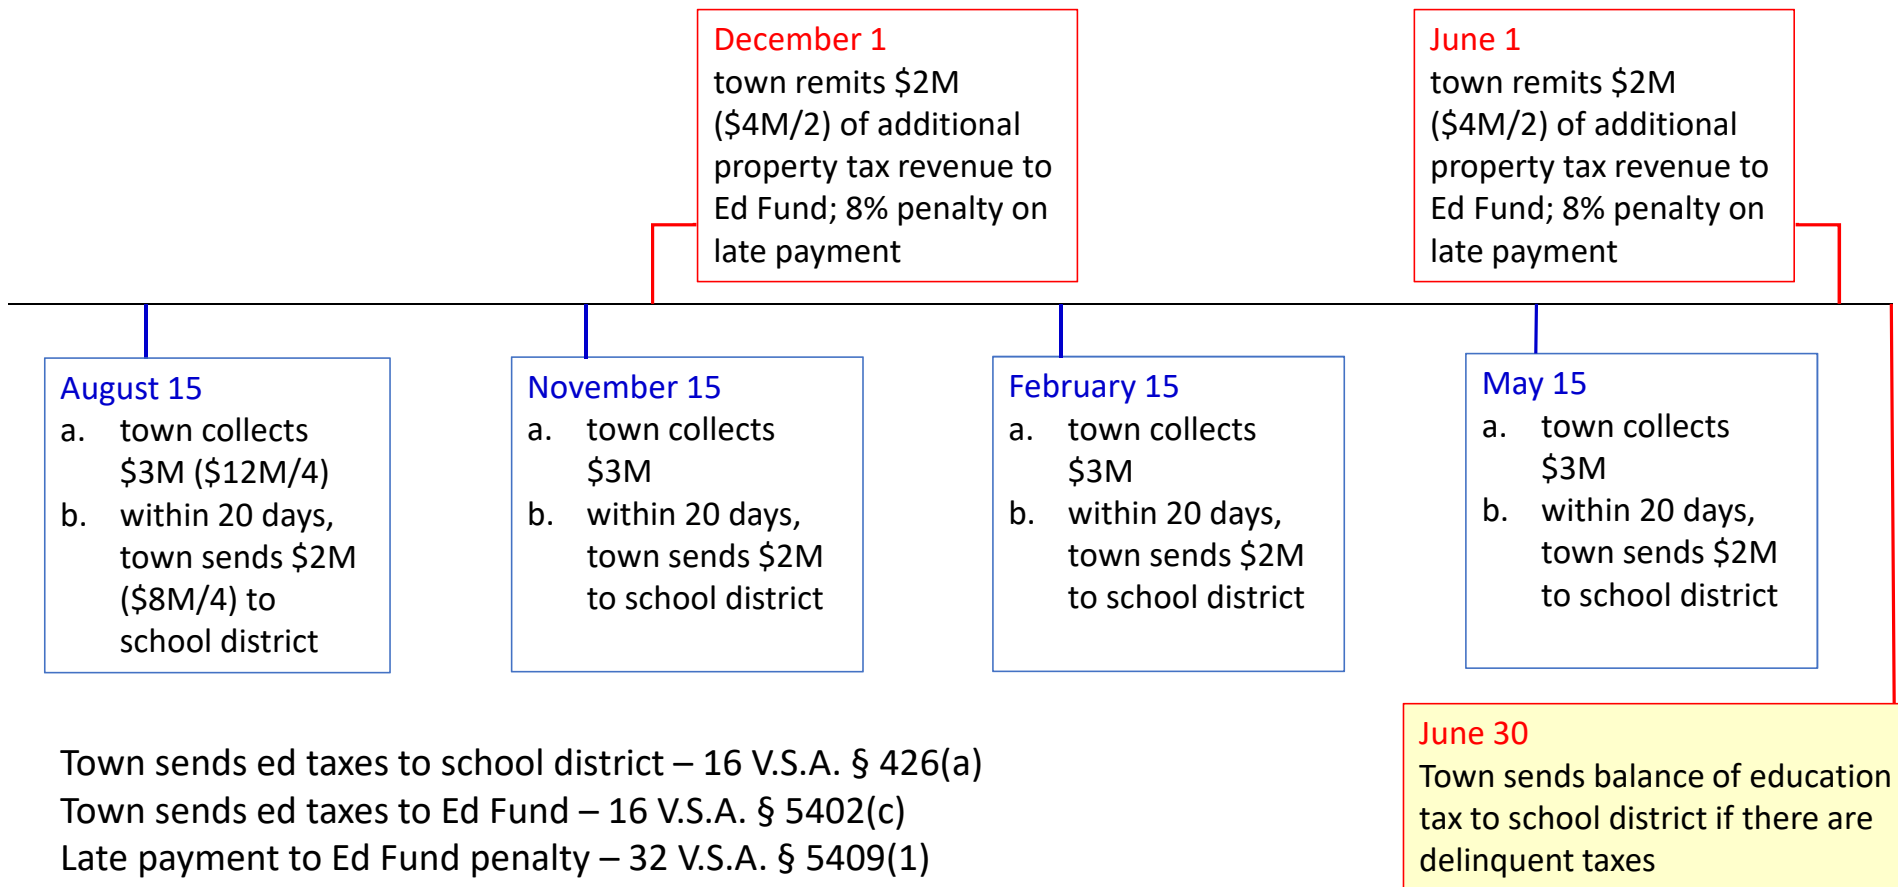 December 1
town remits $2M
($4M/2) of additional
property tax revenue to
Ed Fund; 8% penalty on
late payment
June 1
town remits $2M
($4M/2) of additional
property tax revenue to
Ed Fund; 8% penalty on
late payment
August 15
a. town collects
$3M ($12M/4)
b. within 20 days,
town sends $2M
($8M/4) to
school district
November 15
a. town collects
$3M
b. within 20 days,
town sends $2M
to school district
February 15
a. town collects
$3M
b. within 20 days,
town sends $2M
to school district
May 15
a. town collects
$3M
b. within 20 days,
town sends $2M
to school district
Town sends ed taxes to school district – 16 V.S.A. § 426(a)
Town sends ed taxes to Ed Fund – 16 V.S.A. § 5402(c)
Late payment to Ed Fund penalty – 32 V.S.A. § 5409(1)
June 30
Town sends balance of education
tax to school district if there are
delinquent taxes